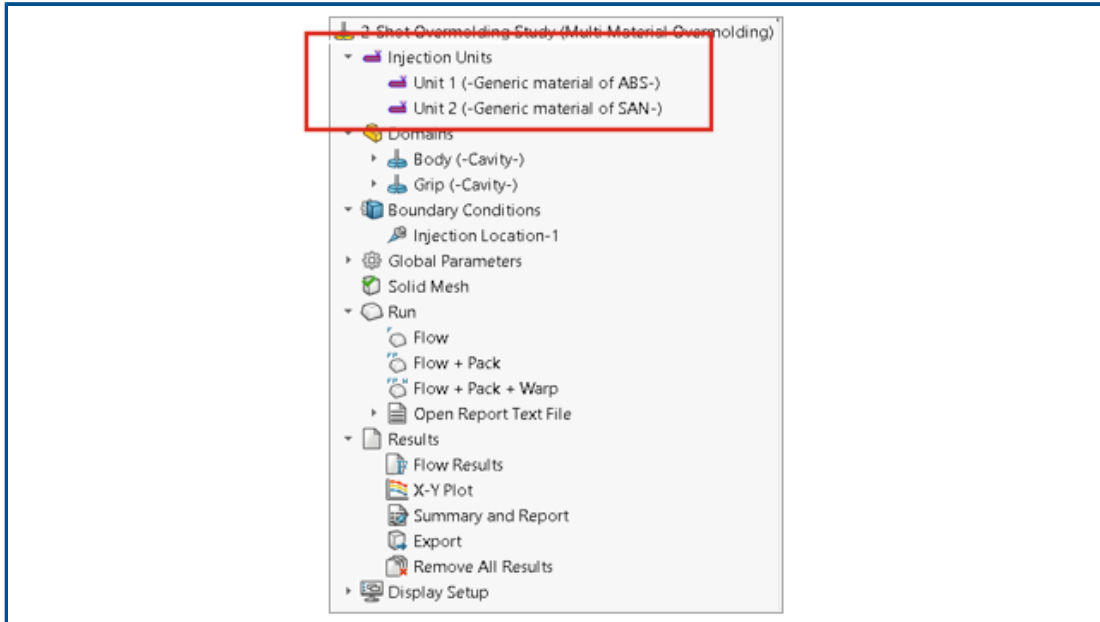 2-Shot Overmolding Study (Multi Material Overmolding)
Injection Units
Unit 1 (-Generic material of ABS-)
Unit 2 (-Generic material of SAN-)
Domains
Body (-Cavity-)
Grip (-Cavity-)
Boundary Conditions
Injection Location-1
Global Parameters
Solid Mesh
Run
Flow
Flow + Pack
Flow + Pack + Warp
Open Report Text File
Results
Flow Results
X-Y Plot
Summary and Report
Export
Remove All Results
Display Setup